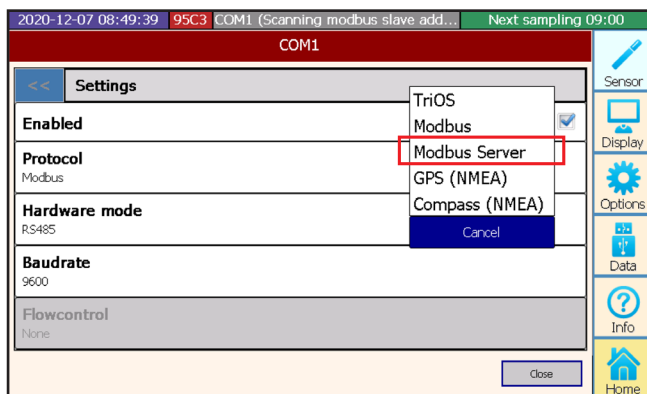 2020-12-07 08:49:39 95C3 COM1 (Scanning modbus slave add... Next sampling 09:00
COM1
<< Settings
Enabled
Protocol
Modbus
Hardware mode
RS485
Baudrate
9600
Flowcontrol
None
TriOS
Modbus
Modbus Server
GPS (NMEA)
Compass (NMEA)
Cancel
Close
Sensor
Display
Options
Data
Info
Home